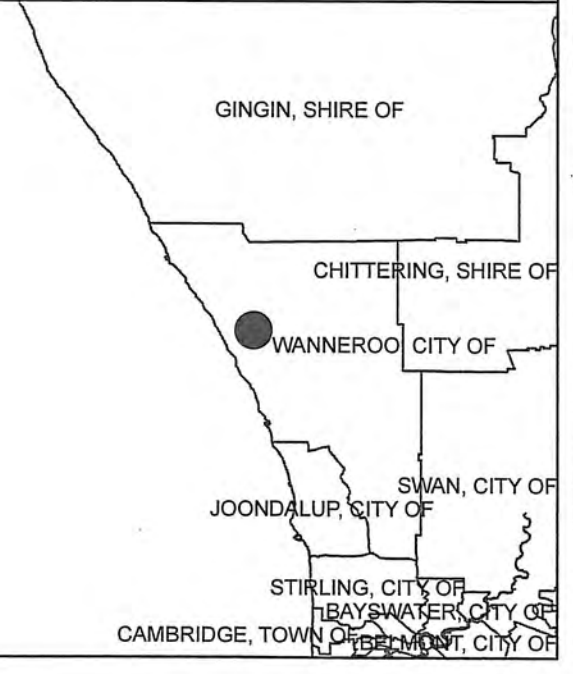 GINGIN, SHIRE OF
CHITTERING, SHIRE OF
WANNEROO, CITY OF
SWAN, CITY OF
JOONDALUP, CITY OF
STIRLING, CITY OF
BAYSWATER, CITY OF
CAMBRIDGE, TOWN OF
BELMONT, CITY OF